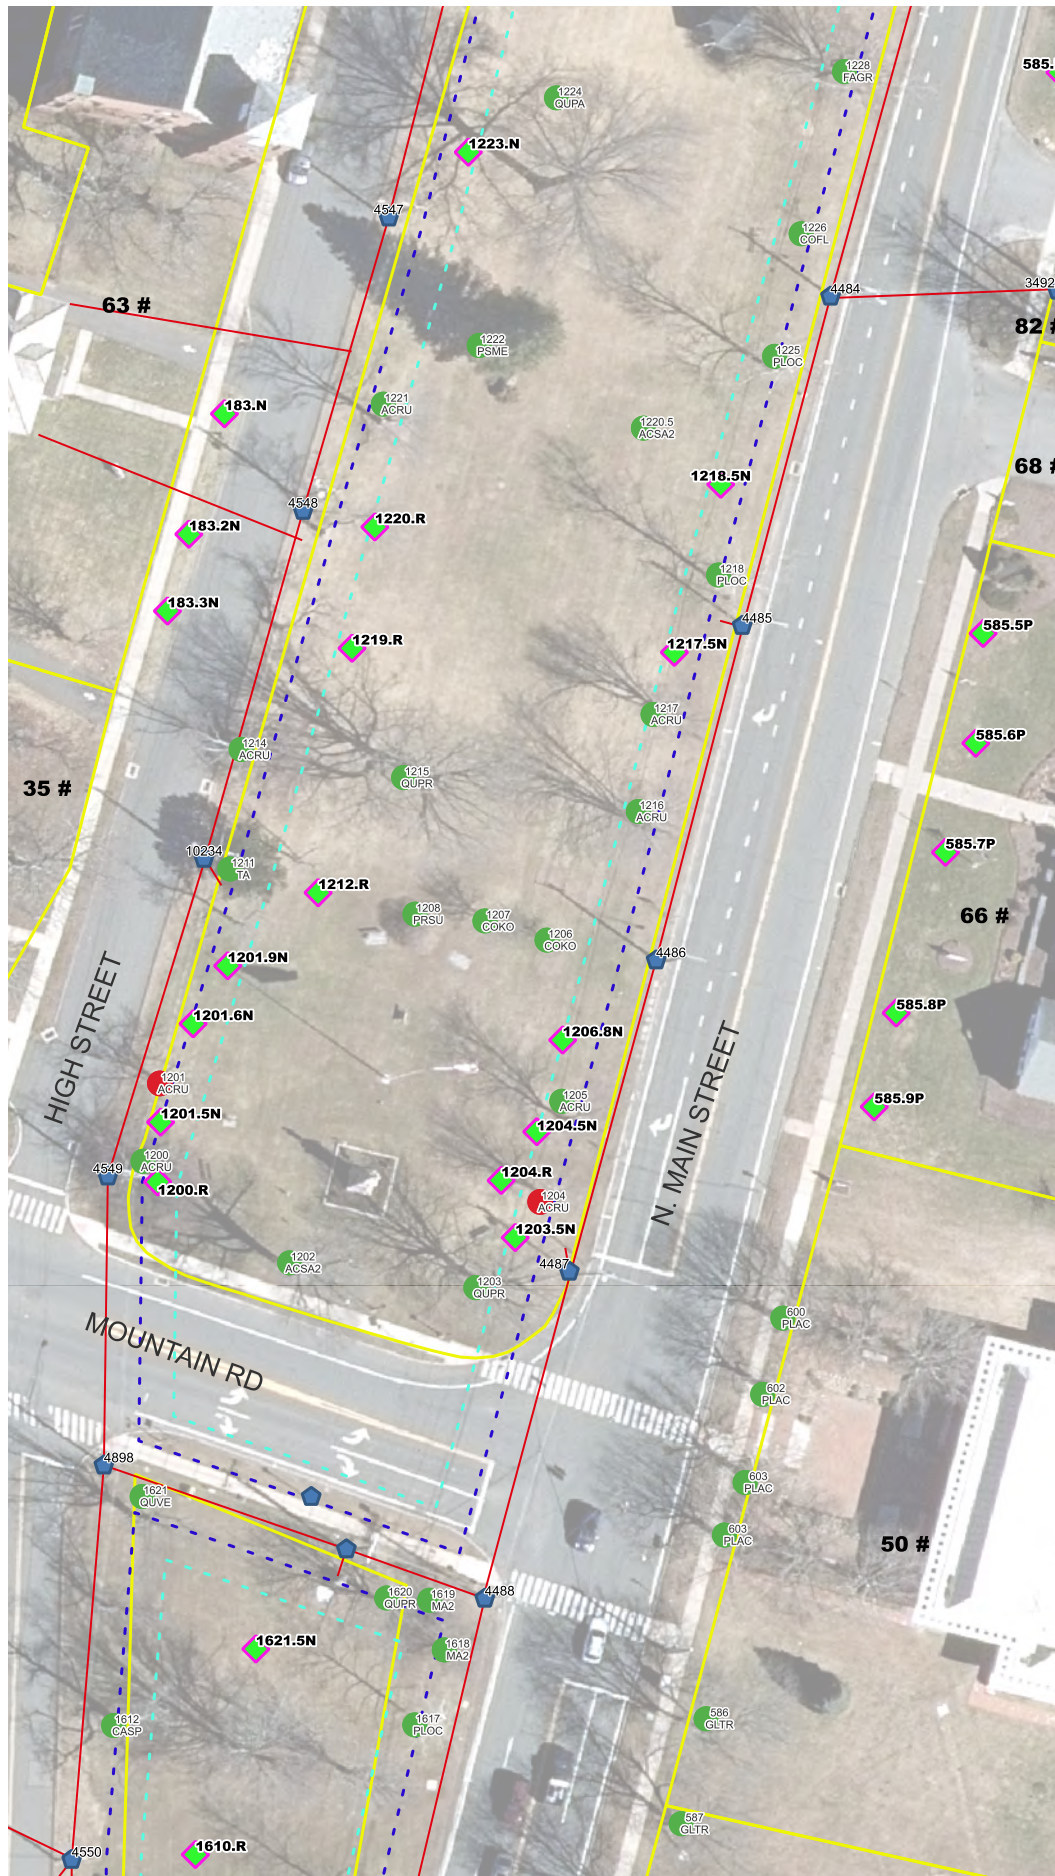 585.
1228
FAGR
1224
QUPA
1223.N
4547
1226
COFL
3492
4484
63 #
82 #
1222
PSME
1225
PLOC
1221
ACRU
183.N
1220.5
ACSA2
68 #
1218.5N
4548
1220.R
183.2N
1218
PLOC
183.3N
4485
585.5P
1219.R
1217.5N
1217
ACRU
585.6P
1214
ACRU
1215
QUPR
35 #
1216
ACRU
585.7P
10234
1211
TA
1212.R
1208
PRSU
1207
COKO
66 #
1206
COKO
4486
1201.9N
585.8P
1201.6N
1206.8N
HIGH STREET
N. MAIN STREET
1201
ACRU
1205
ACRU
585.9P
1201.5N
1204.5N
1200
ACRU
4549
1204.R
1200.R
1204
ACRU
1203.5N
1202
ACSA2
4487
1203
QUPR
600
PLAC
MOUNTAIN RD
602
PLAC
4898
603
PLAC
1621
QUVE
603
PLAC
50 #
1620
QUPR
1619
MA2
4488
1621.5N
1618
MA2
586
GLTR
1612
CASP
1617
PLOC
587
GLTR
1610.R
4550